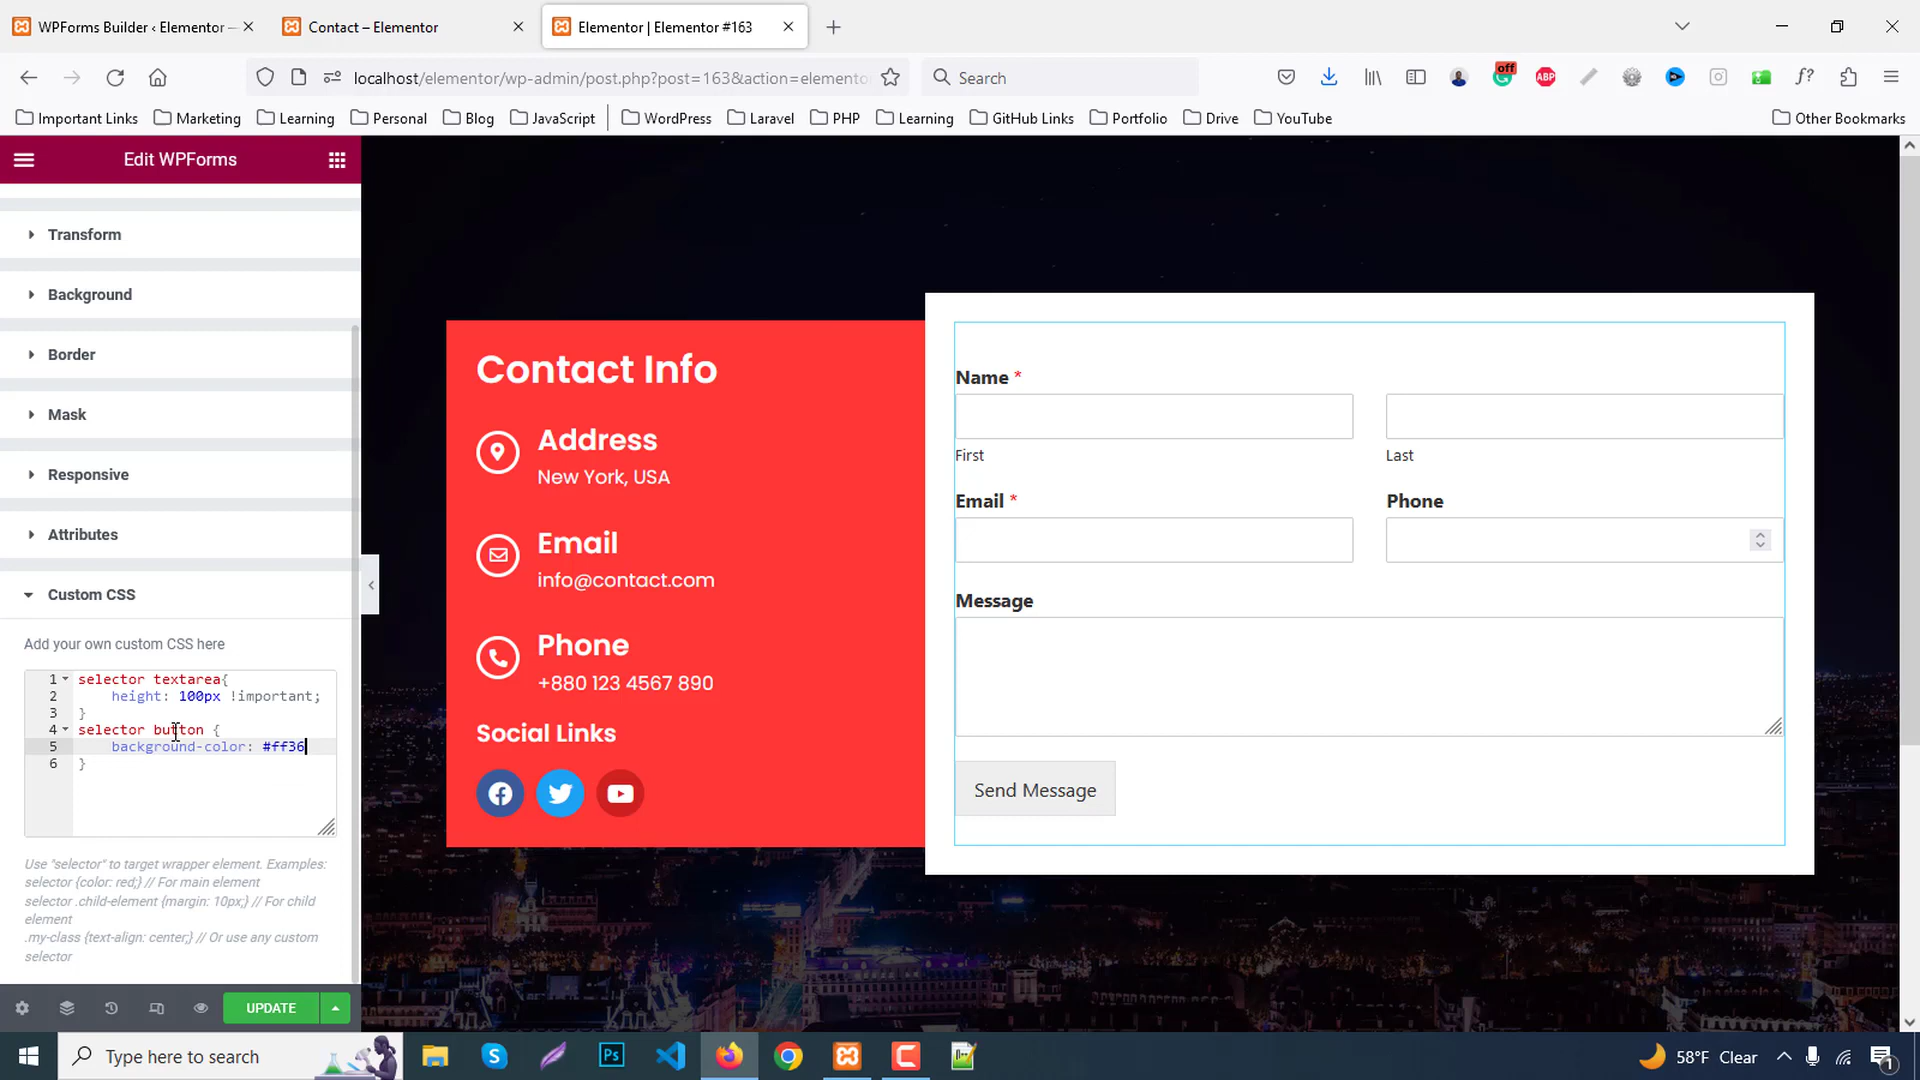 WPForms Builder ‹ Elementor —
Contact – Elementor
Elementor | Elementor #163
localhost/elementor/wp-admin/post.php?post=163&action=elemento
Search
off
ABP
f?
Important Links
Marketing
Learning
Personal
Blog
JavaScript
WordPress
Laravel
PHP
Learning
GitHub Links
Portfolio
Drive
YouTube
Other Bookmarks
Edit WPForms
Transform
Background
Border
Mask
Responsive
Attributes
Custom CSS
Add your own custom CSS here
1 selector textarea{
2 height: 100px !important;
3 }
4 selector button {
5 background-color: #ff36
6 }
Use "selector" to target wrapper element. Examples:
selector {color: red;} // For main element
selector .child-element {margin: 10px;} // For child
element
.my-class {text-align: center;} // Or use any custom
selector
UPDATE
Contact Info
Address
New York, USA
Email
info@contact.com
Phone
+880 123 4567 890
Social Links
Name *
First
Last
Email *
Phone
Message
Send Message
Type here to search
S
Ps
58°F Clear
1